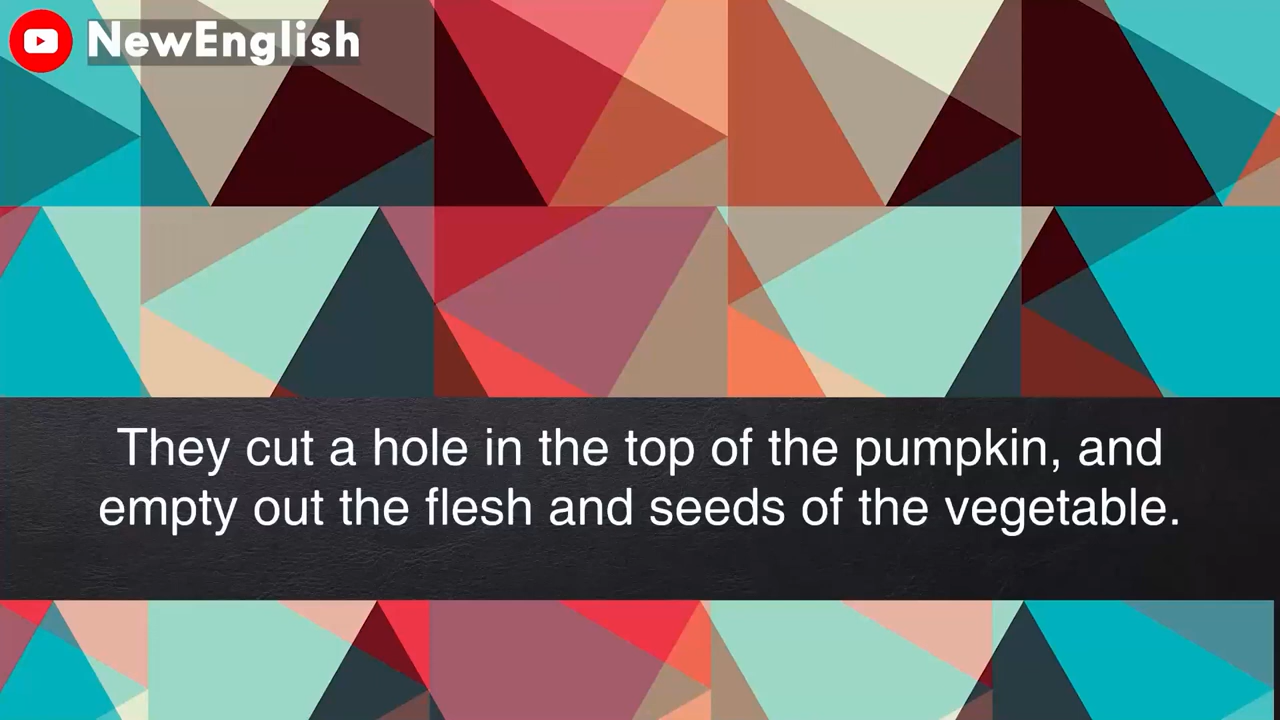 NewEnglish
They cut a hole in the top of the pumpkin, and
empty out the flesh and seeds of the vegetable.